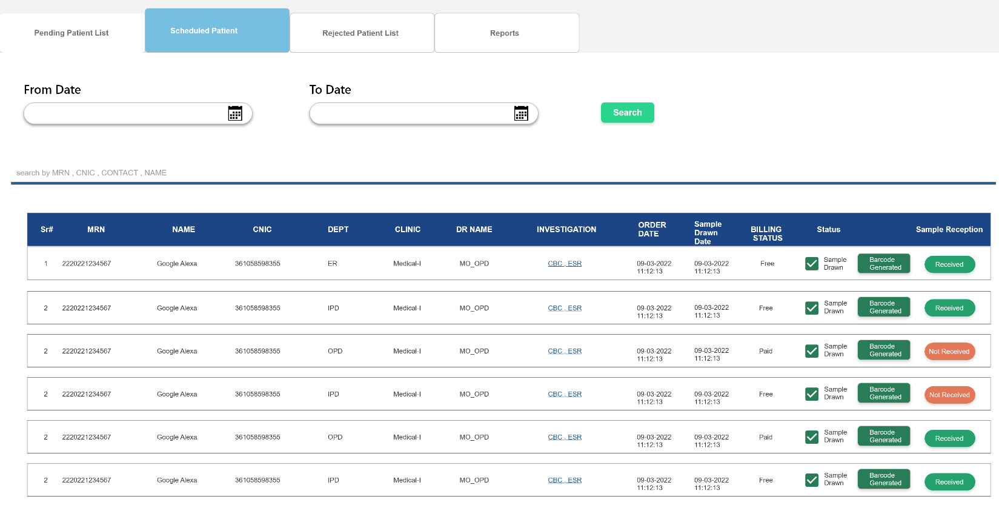 Pending Patient List
Scheduled Patient
Rejected Patient List
Reports
From Date
To Date
Search
search by MRN , CNIC , CONTACT , NAME
Sr# MRN NAME CNIC DEPT CLINIC DR NAME INVESTIGATION ORDER DATE Sample Drawn Date BILLING STATUS Status Sample Reception
1 2220221234567 Google Alexa 361058598355 ER Medical-I MO_OPD CBC , ESR 09-03-2022 11:12:13 09-03-2022 11:12:13 Free Sample Drawn Barcode Generated Received
2 2220221234567 Google Alexa 361058598355 IPD Medical-I MO_OPD CBC , ESR 09-03-2022 11:12:13 09-03-2022 11:12:13 Free Sample Drawn Barcode Generated Received
2 2220221234567 Google Alexa 361058598355 OPD Medical-I MO_OPD CBC , ESR 09-03-2022 11:12:13 09-03-2022 11:12:13 Paid Sample Drawn Barcode Generated Not Received
2 2220221234567 Google Alexa 361058598355 IPD Medical-I MO_OPD CBC , ESR 09-03-2022 11:12:13 09-03-2022 11:12:13 Free Sample Drawn Barcode Generated Not Received
2 2220221234567 Google Alexa 361058598355 OPD Medical-I MO_OPD CBC , ESR 09-03-2022 11:12:13 09-03-2022 11:12:13 Paid Sample Drawn Barcode Generated Received
2 2220221234567 Google Alexa 361058598355 IPD Medical-I MO_OPD CBC , ESR 09-03-2022 11:12:13 09-03-2022 11:12:13 Free Sample Drawn Barcode Generated Received